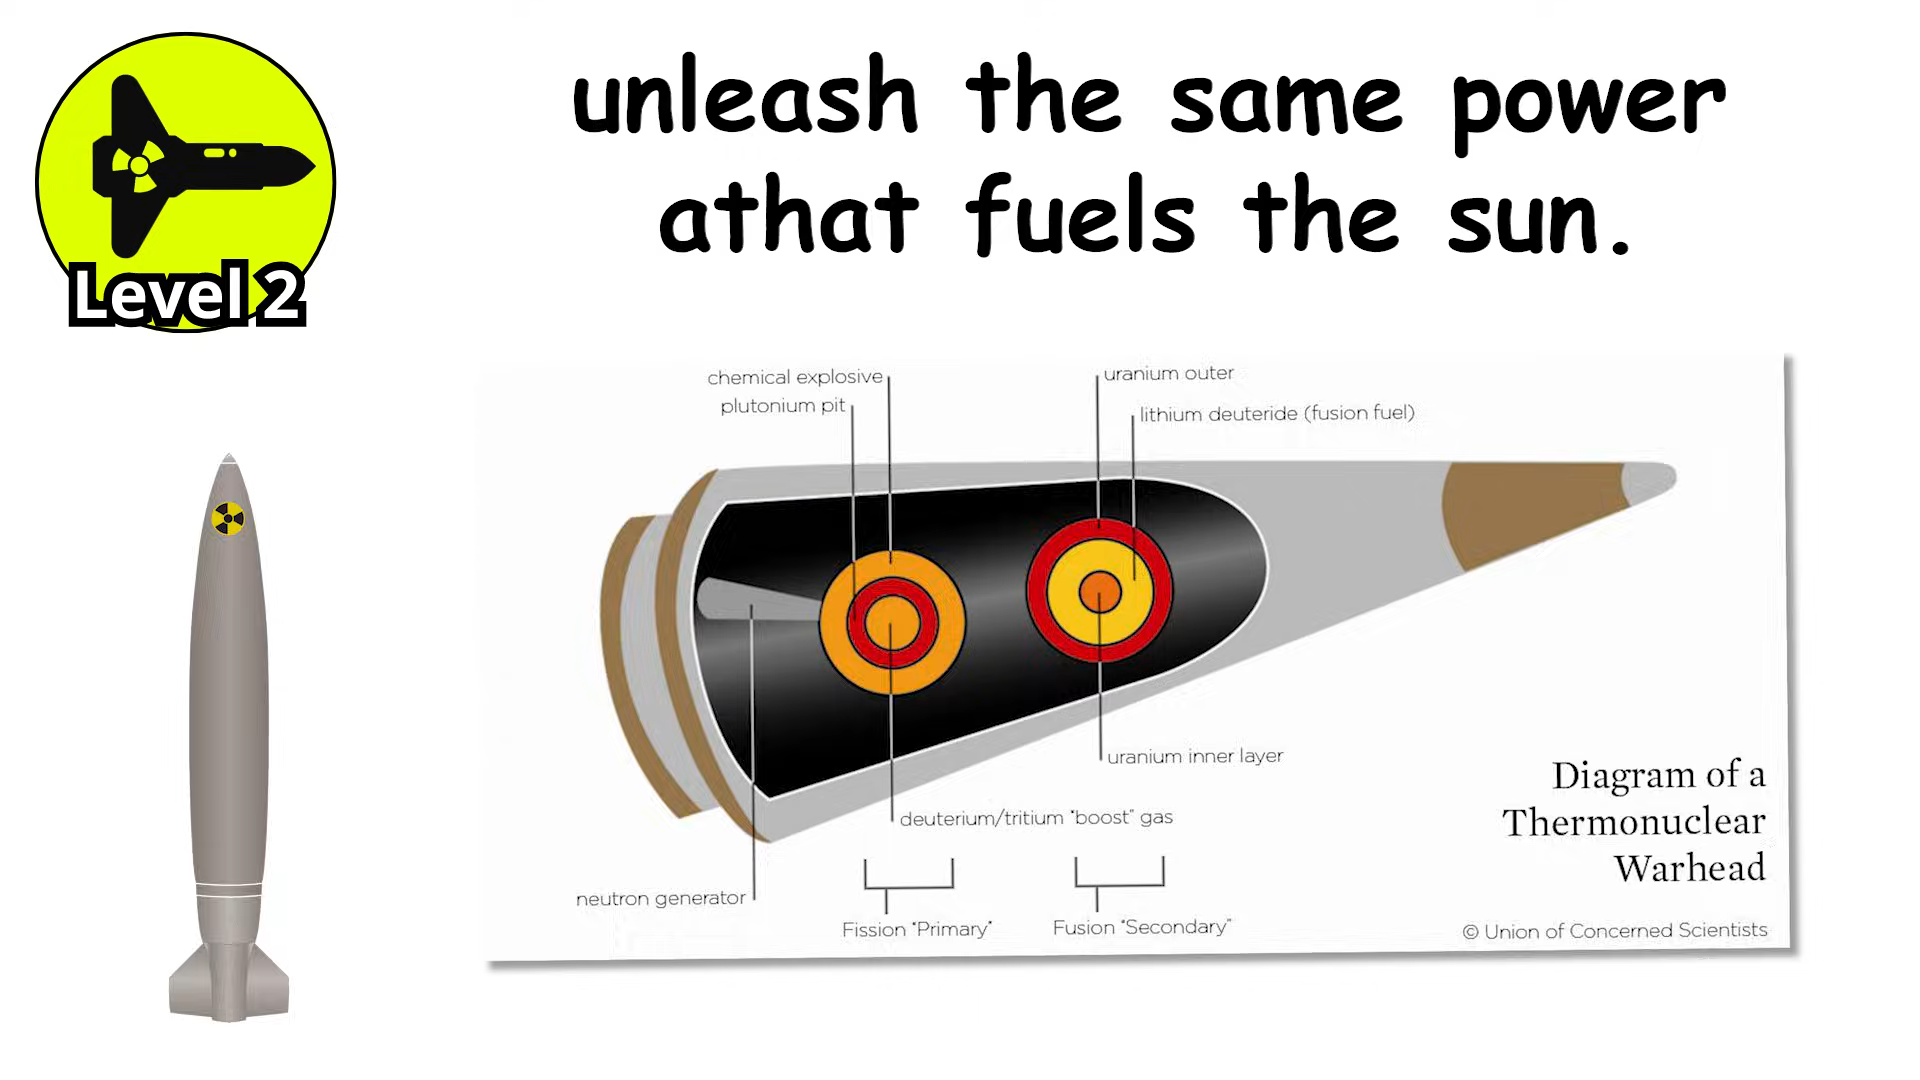 unleash the same power
athat fuels the sun.
Level 2
chemical explosive
plutonium pit
uranium outer
lithium deuteride (fusion fuel)
uranium inner layer
deuterium/tritium "boost" gas
neutron generator
Fission "Primary"
Fusion "Secondary"
Diagram of a
Thermonuclear
Warhead
© Union of Concerned Scientists